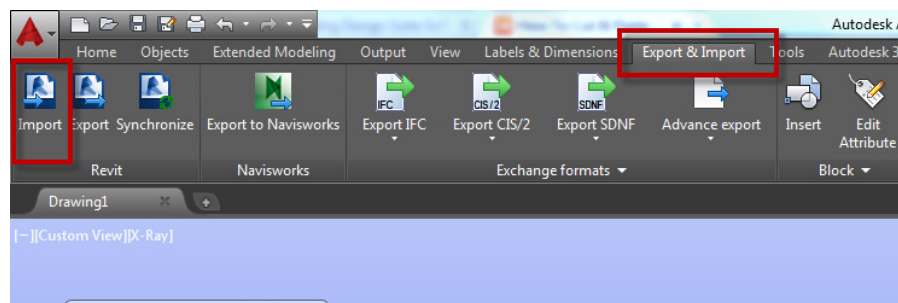 Autodesk A
Home Objects Extended Modeling Output View Labels & Dimensions Export & Import Tools Autodesk 3
IFC CIS/2 SDNF
Import Export Synchronize Export to Navisworks Export IFC Export CIS/2 Export SDNF Advance export Insert Edit
Attribute
Revit Navisworks Exchange formats Block
Drawing1
[−][Custom View][X-Ray]